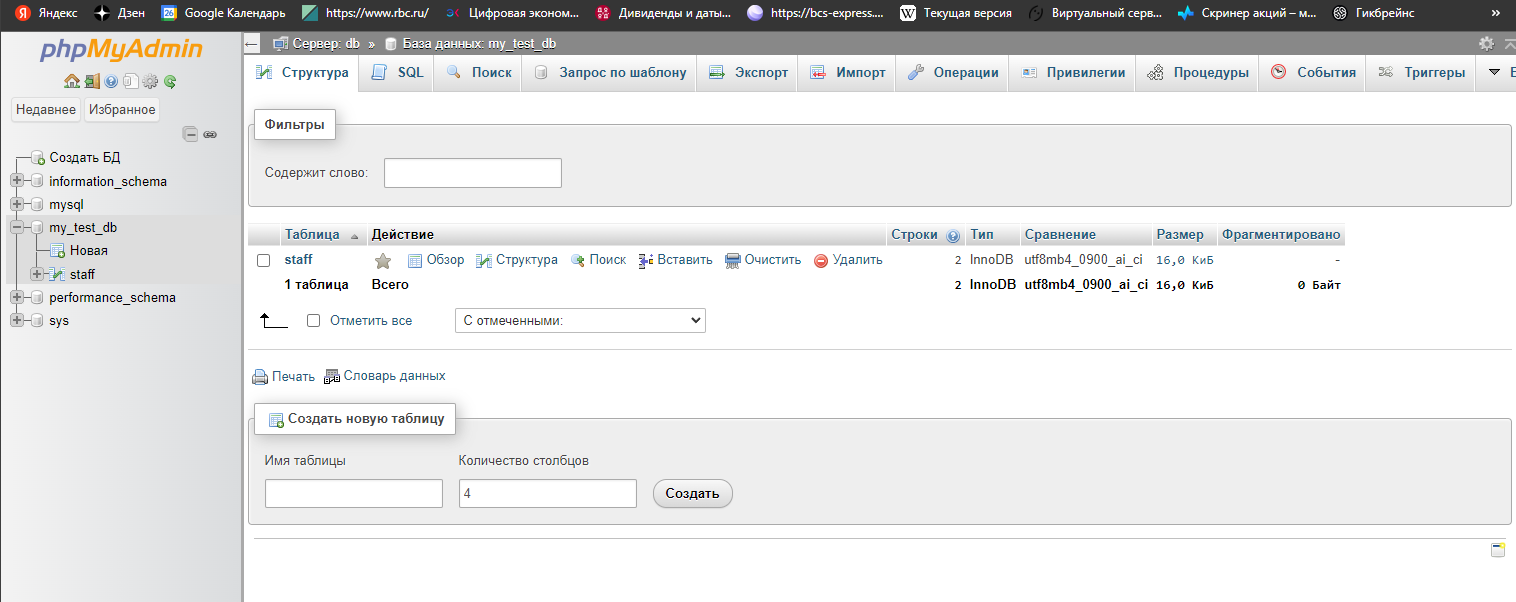 Яндекс Дзен Google Календарь https://www.rbc.ru/ Цифровая эконом... Дивиденды и даты... https://bcs-express.... Текущая версия Виртуальный серв... Скринер акций – м... Гикбрейнс »
phpMyAdmin
Недавнее Избранное
Создать БД
information_schema
mysql
my_test_db
Новая
staff
performance_schema
sys
← Сервер: db » База данных: my_test_db
Структура SQL Поиск Запрос по шаблону Экспорт Импорт Операции Привилегии Процедуры События Триггеры
Фильтры
Содержит слово:
Таблица Действие Строки Тип Сравнение Размер Фрагментировано
staff Обзор Структура Поиск Вставить Очистить Удалить 2 InnoDB utf8mb4_0900_ai_ci 16,0 КиБ -
1 таблица Всего 2 InnoDB utf8mb4_0900_ai_ci 16,0 КиБ 0 Байт
Отметить все С отмеченными:
Печать Словарь данных
Создать новую таблицу
Имя таблицы Количество столбцов
4 Создать